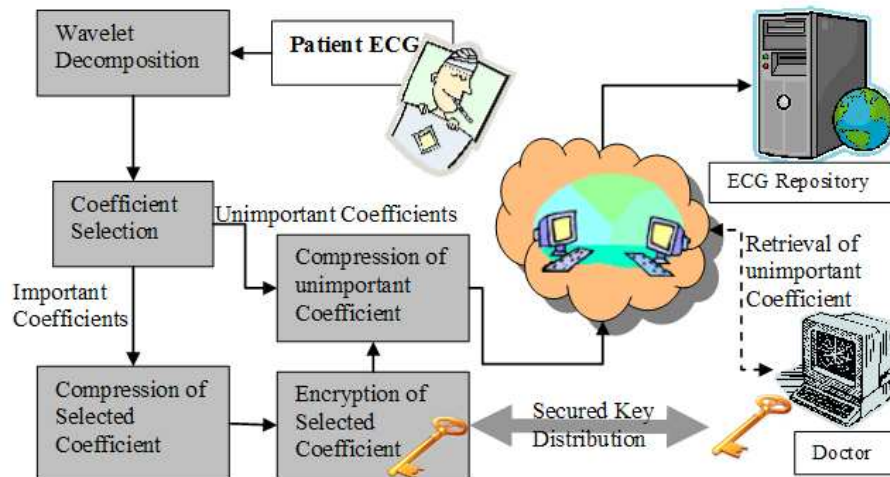 Wavelet
Decomposition
Patient ECG
ECG Repository
Coefficient
Selection
Unimportant Coefficients
Compression of
unimportant
Coefficient
Retrieval of
unimportant
Coefficient
Important
Coefficients
Compression of
Selected
Coefficient
Encryption of
Selected
Coefficient
Secured Key
Distribution
Doctor